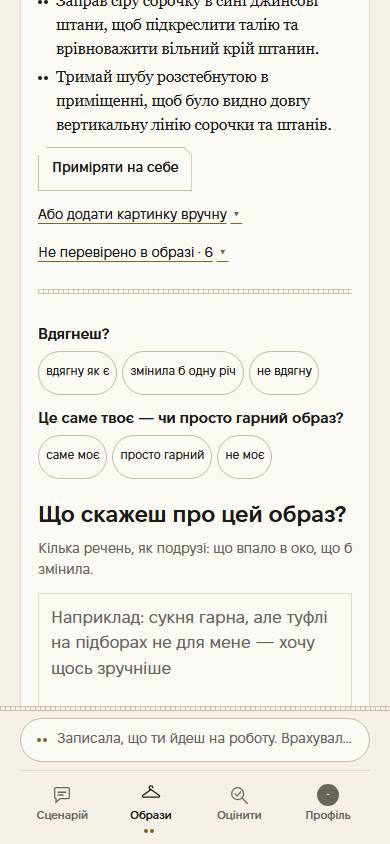 Заправ сіру сорочку в сині джинсові
штани, щоб підкреслити талію та
врівноважити вільний крій штанин.
Тримай шубу розстебнутою в
приміщенні, щоб було видно довгу
вертикальну лінію сорочки та штанів.
Приміряти на себе
Або додати картинку вручну
Не перевірено в образі · 6
Вдягнеш?
вдягну як є
змінила б одну річ
не вдягну
Це саме твоє — чи просто гарний образ?
саме моє
просто гарний
не моє
Що скажеш про цей образ?
Кілька речень, як подрузі: що впало в око, що б
змінила.
Наприклад: сукня гарна, але туфлі
на підборах не для мене — хочу
щось зручніше
Записала, що ти йдеш на роботу. Врахувал...
Сценарій
Образи
Оцінити
Профіль